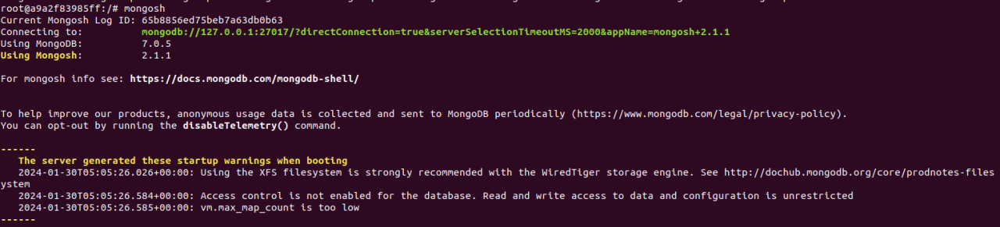 root@a9a2f83985ff:/# mongosh
Current Mongosh Log ID: 65b8856ed75beb7a63db0b63
Connecting to:          mongodb://127.0.0.1:27017/?directConnection=true&serverSelectionTimeoutMS=2000&appName=mongosh+2.1.1
Using MongoDB:          7.0.5
Using Mongosh:          2.1.1
For mongosh info see: https://docs.mongodb.com/mongodb-shell/
To help improve our products, anonymous usage data is collected and sent to MongoDB periodically (https://www.mongodb.com/legal/privacy-policy).
You can opt-out by running the disableTelemetry() command.
------
   The server generated these startup warnings when booting
   2024-01-30T05:05:26.026+00:00: Using the XFS filesystem is strongly recommended with the WiredTiger storage engine. See http://dochub.mongodb.org/core/prodnotes-files
ystem
   2024-01-30T05:05:26.584+00:00: Access control is not enabled for the database. Read and write access to data and configuration is unrestricted
   2024-01-30T05:05:26.585+00:00: vm.max_map_count is too low
------